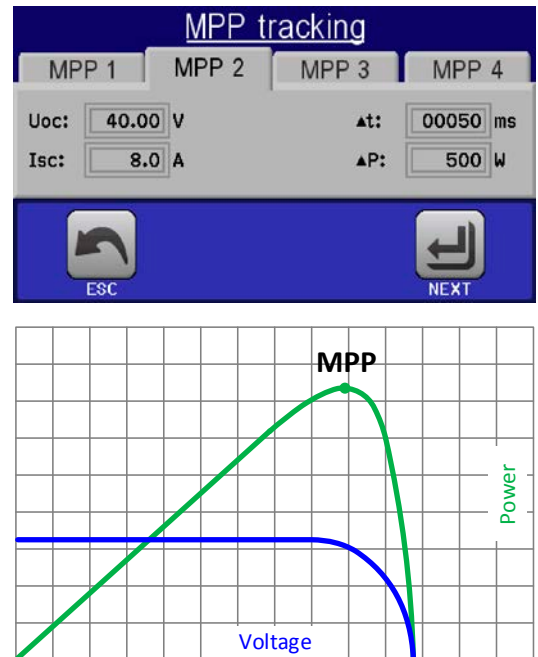 MPP tracking
MPP 1 MPP 2 MPP 3 MPP 4
Uoc: 40.00 V ▲t: 00050 ms
Isc: 8.0 A ▲P: 500 W
ESC NEXT
MPP
Power
Voltage